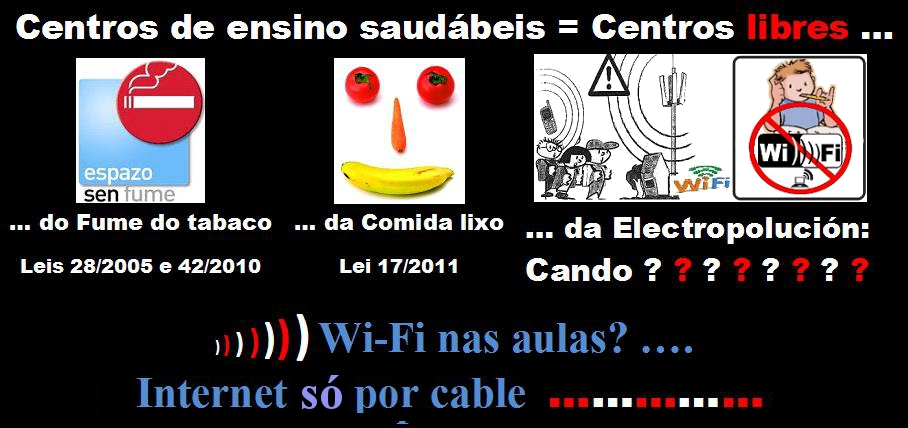 Centros de ensino saudábeis = Centros libres ...
espazo
sen fume
WiFi
Wi Fi
... do Fume do tabaco
... da Comida lixo
... da Electropolución:
Leis 28/2005 e 42/2010
Lei 17/2011
Cando ? ? ? ? ? ? ? ?
)))))))) Wi-Fi nas aulas? ....
Internet só por cable ...............